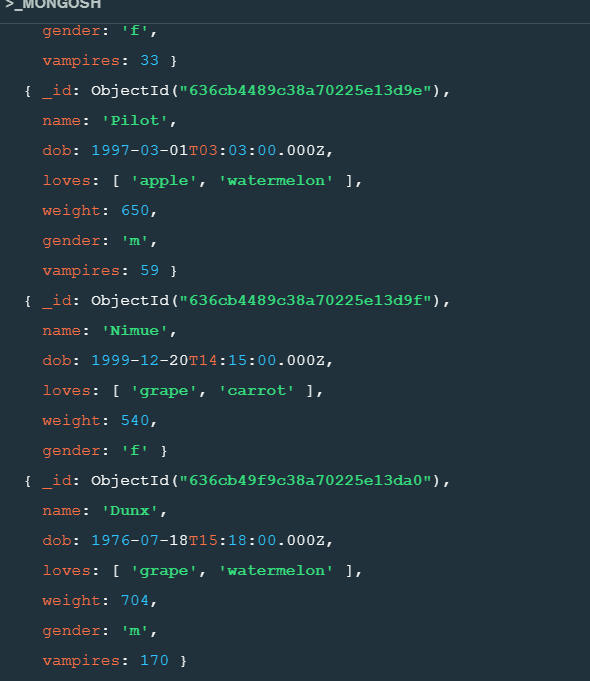 >_MONGOSH
gender: 'f',
vampires: 33 }
{ _id: ObjectId("636cb4489c38a70225e13d9e"),
name: 'Pilot',
dob: 1997-03-01T03:03:00.000Z,
loves: [ 'apple', 'watermelon' ],
weight: 650,
gender: 'm',
vampires: 59 }
{ _id: ObjectId("636cb4489c38a70225e13d9f"),
name: 'Nimue',
dob: 1999-12-20T14:15:00.000Z,
loves: [ 'grape', 'carrot' ],
weight: 540,
gender: 'f' }
{ _id: ObjectId("636cb49f9c38a70225e13da0"),
name: 'Dunx',
dob: 1976-07-18T15:18:00.000Z,
loves: [ 'grape', 'watermelon' ],
weight: 704,
gender: 'm',
vampires: 170 }